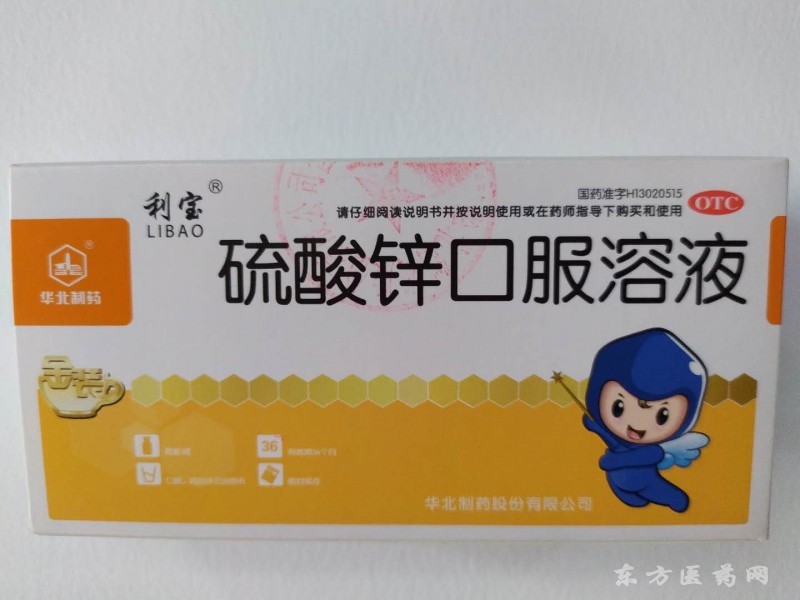 利宝®
LIBAO
国药准字H13020515
请仔细阅读说明书并按说明使用或在药师指导下购买和使用
OTC
®
华北制药
硫酸锌口服溶液
金装
36
华北制药股份有限公司
东方医药网